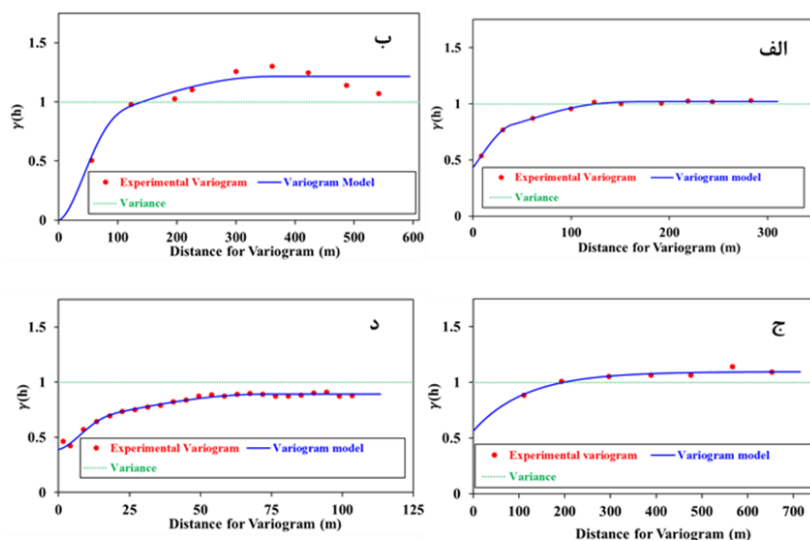 ب
1.5
1
0.5
0
γ(h)
Experimental Variogram
Variogram Model
Variance
0 100 200 300 400 500 600
Distance for Variogram (m)
الف
1.5
1
0.5
0
γ(h)
Experimental Variogram
Variogram model
Variance
0 100 200 300
Distance for Variogram (m)
د
1.5
1
0.5
0
γ(h)
Experimental Variogram
Variogram model
Variance
0 25 50 75 100 125
Distance for Variogram (m)
ج
1.5
1
0.5
0
γ(h)
Experimental variogram
Variogram model
Variance
0 100 200 300 400 500 600 700
Distance for Variogram (m)